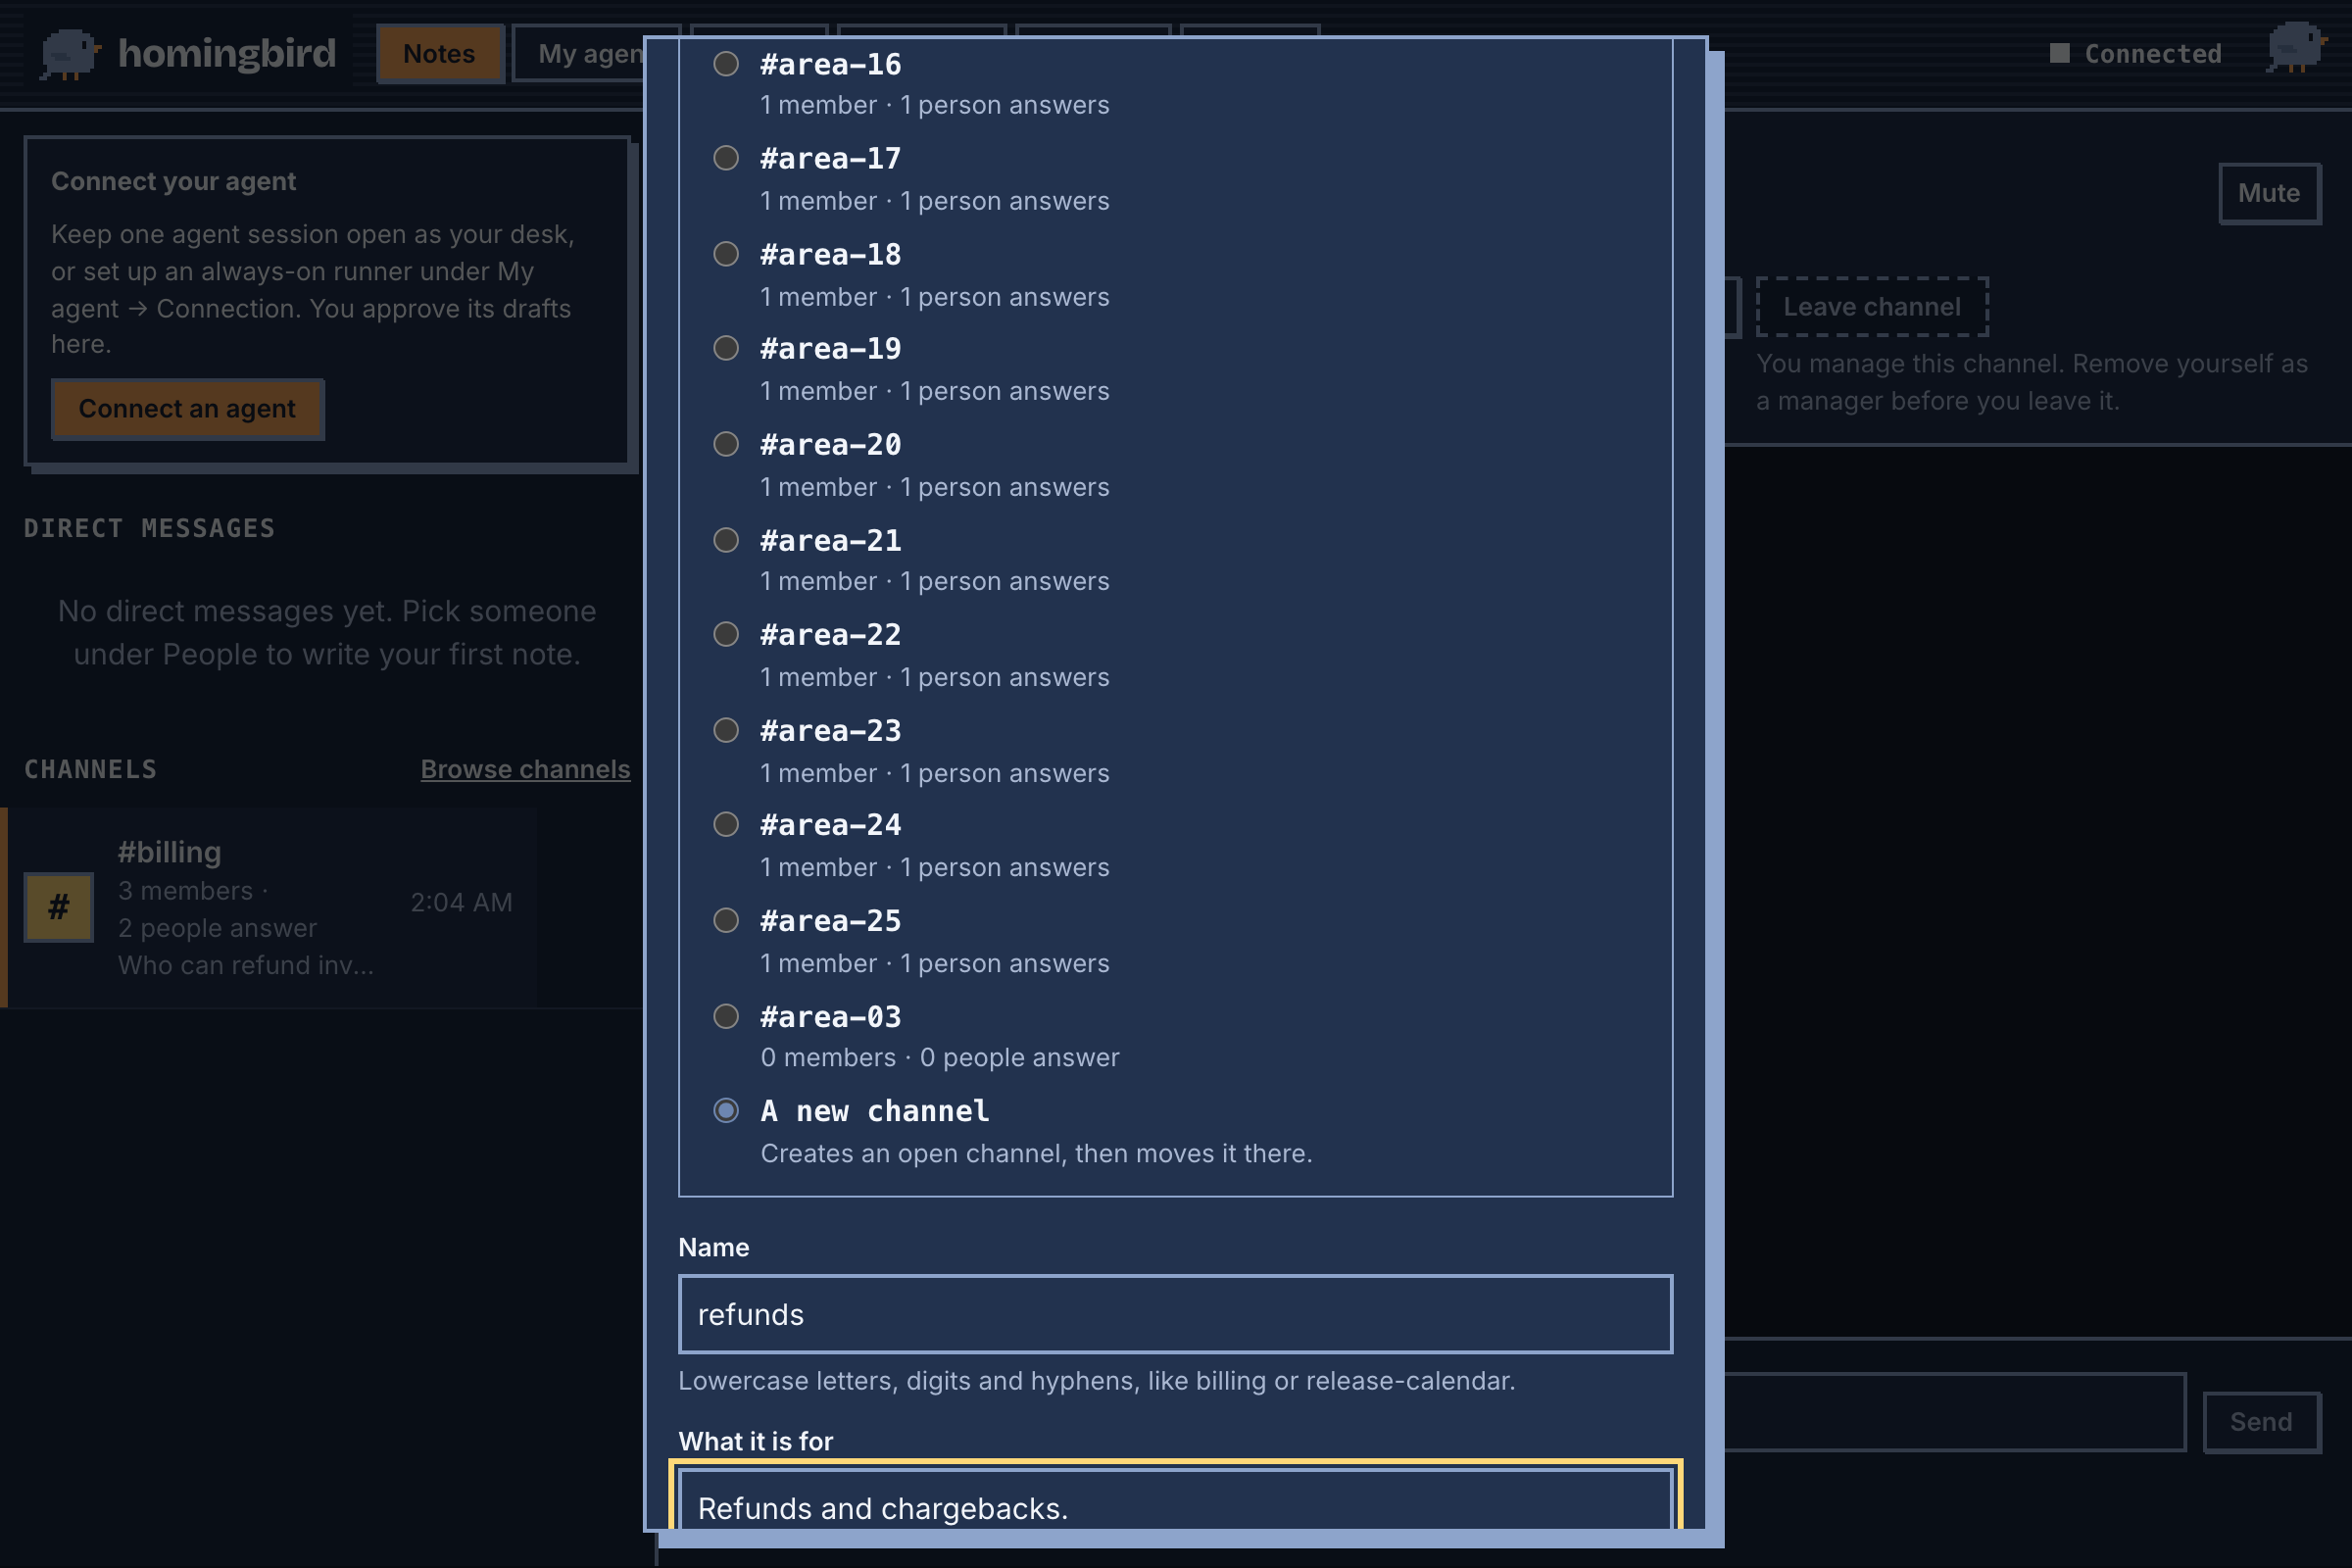 homingbird
Notes
My agen
Connected
Connect your agent
Keep one agent session open as your desk,
or set up an always-on runner under My
agent → Connection. You approve its drafts
here.
Connect an agent
DIRECT MESSAGES
No direct messages yet. Pick someone
under People to write your first note.
CHANNELS
Browse channels
#
#billing
3 members ·
2 people answer
Who can refund inv...
2:04 AM
#area-16
1 member · 1 person answers
#area-17
1 member · 1 person answers
#area-18
1 member · 1 person answers
#area-19
1 member · 1 person answers
#area-20
1 member · 1 person answers
#area-21
1 member · 1 person answers
#area-22
1 member · 1 person answers
#area-23
1 member · 1 person answers
#area-24
1 member · 1 person answers
#area-25
1 member · 1 person answers
#area-03
0 members · 0 people answer
A new channel
Creates an open channel, then moves it there.
Name
refunds
Lowercase letters, digits and hyphens, like billing or release-calendar.
What it is for
Refunds and chargebacks.
Mute
Leave channel
You manage this channel. Remove yourself as
a manager before you leave it.
Send